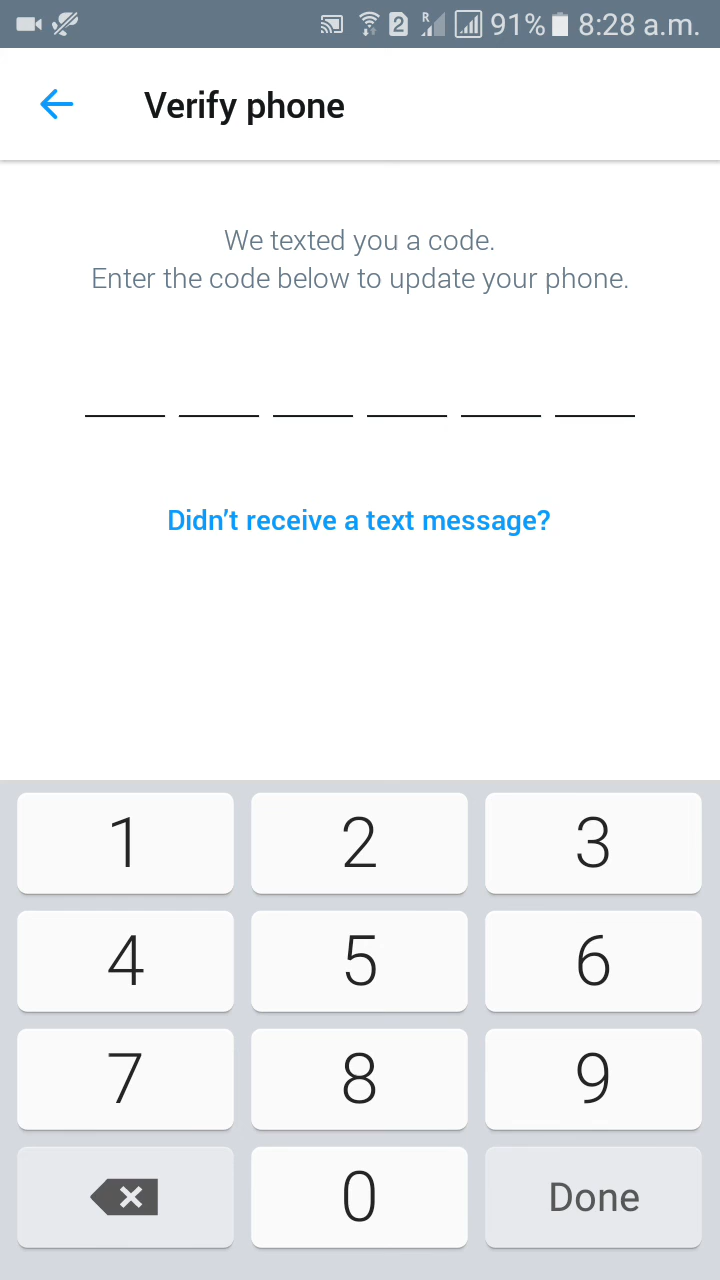 2 R 91% 8:28 a.m.
Verify phone
We texted you a code.
Enter the code below to update your phone.
Didn't receive a text message?
1 2 3
4 5 6
7 8 9
0 Done